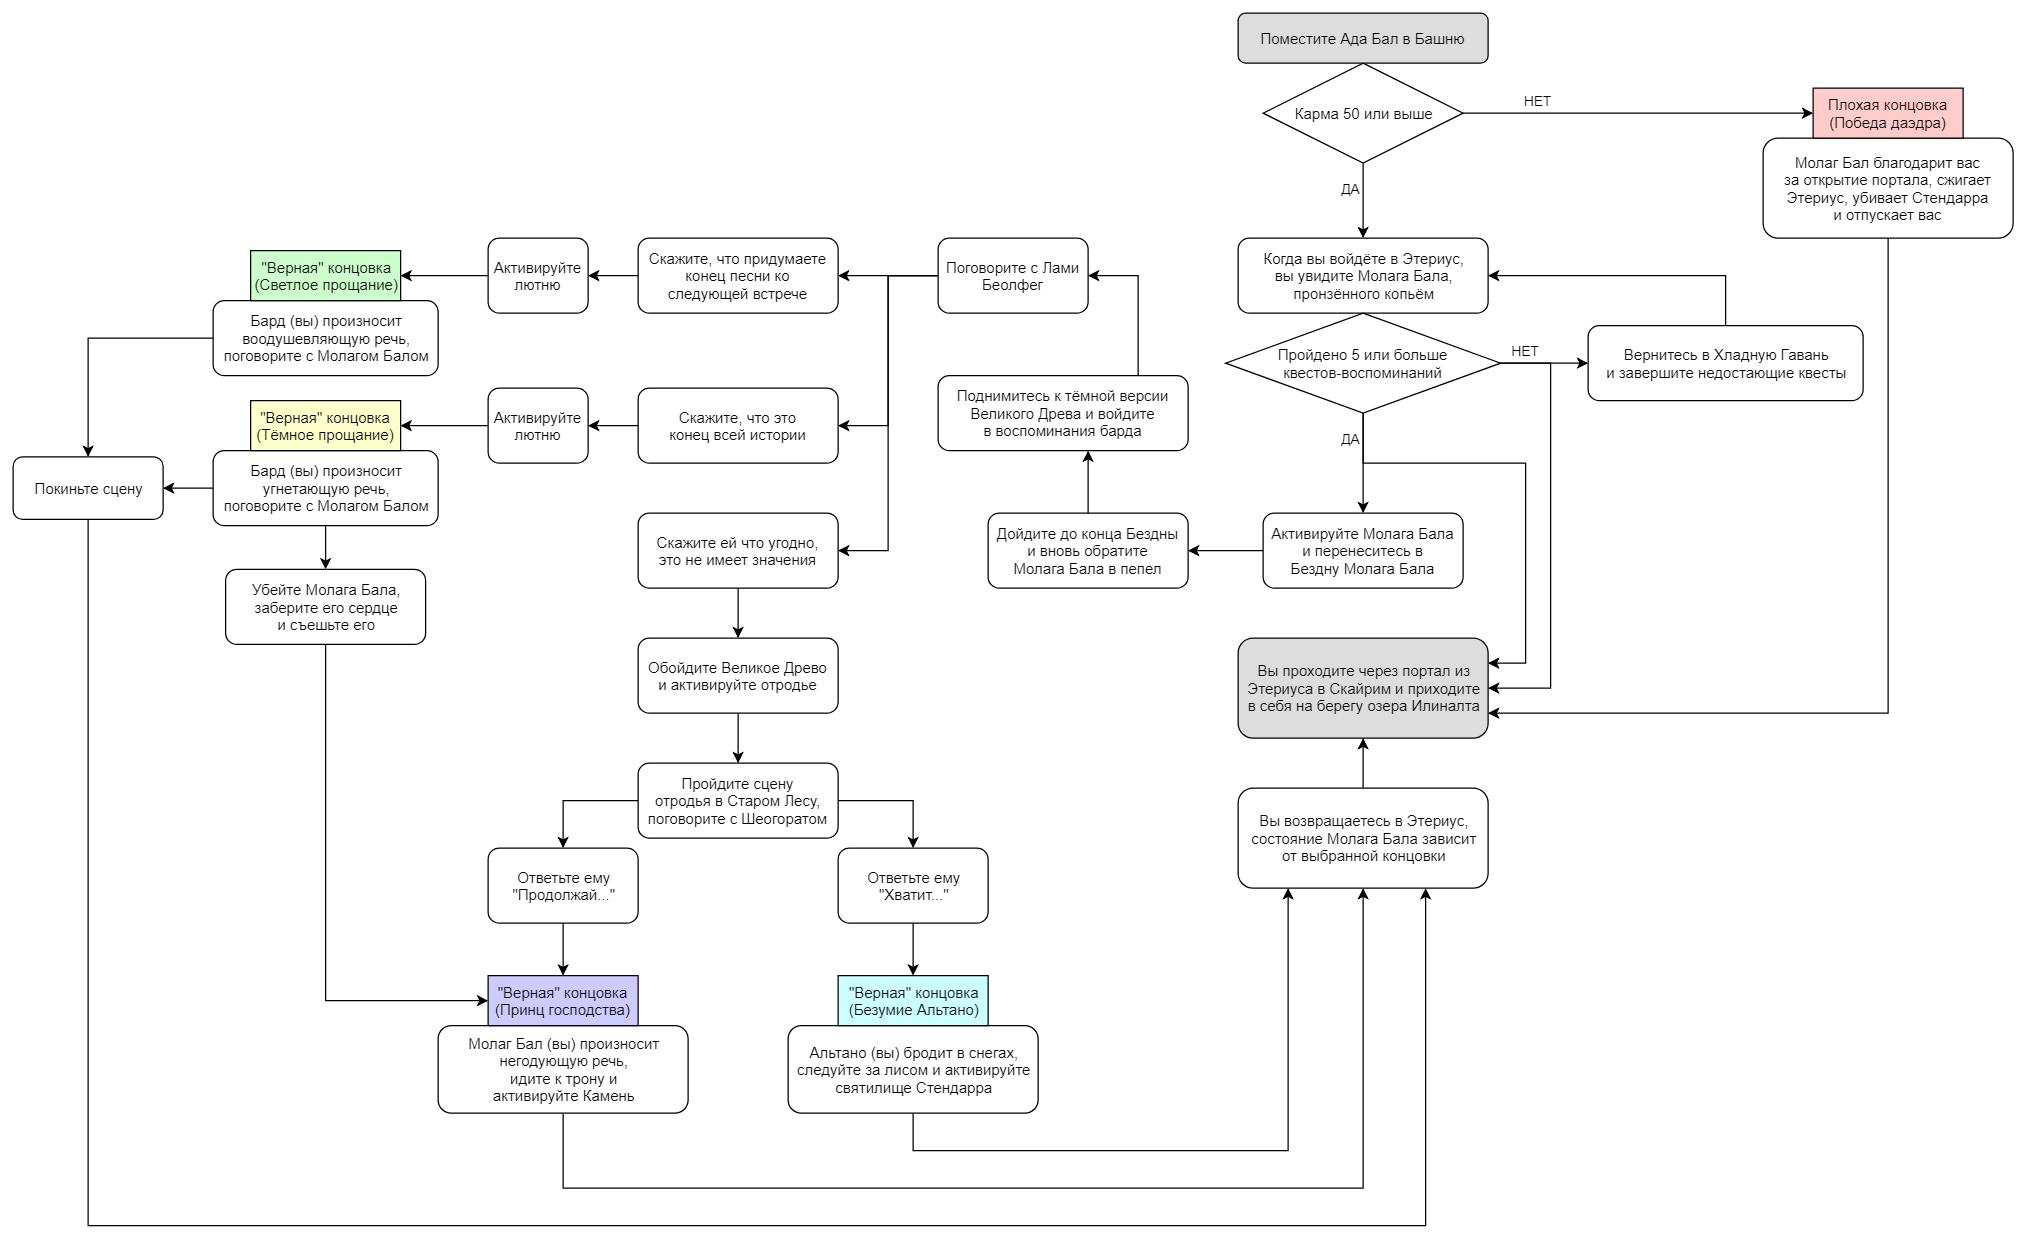 Поместите Ада Бал в Башню
Карма 50 или выше
НЕТ
Плохая концовка
(Победа даэдра)
Молаг Бал благодарит вас
за открытие портала, сжигает
Этериус, убивает Стендарра
и отпускает вас
ДА
Когда вы войдёте в Этериус,
вы увидите Молага Бала,
пронзённого копьём
Пройдено 5 или больше
квестов-воспоминаний
НЕТ
Вернитесь в Хладную Гавань
и завершите недостающие квесты
ДА
Активируйте Молага Бала
и перенеситесь в
Бездну Молага Бала
Дойдите до конца Бездны
и вновь обратите
Молага Бала в пепел
Поднимитесь к тёмной версии
Великого Древа и войдите
в воспоминания барда
Поговорите с Лами
Беолфег
Скажите, что придумаете
конец песни ко
следующей встрече
Активируйте
лютню
"Верная" концовка
(Светлое прощание)
Бард (вы) произносит
воодушевляющую речь,
поговорите с Молагом Балом
Скажите, что это
конец всей истории
Активируйте
лютню
"Верная" концовка
(Тёмное прощание)
Бард (вы) произносит
угнетающую речь,
поговорите с Молагом Балом
Покиньте сцену
Убейте Молага Бала,
заберите его сердце
и съешьте его
Скажите ей что угодно,
это не имеет значения
Обойдите Великое Древо
и активируйте отродье
Пройдите сцену
отродья в Старом Лесу,
поговорите с Шеогоратом
Ответьте ему
"Продолжай..."
Ответьте ему
"Хватит..."
"Верная" концовка
(Принц господства)
Молаг Бал (вы) произносит
негодующую речь,
идите к трону и
активируйте Камень
"Верная" концовка
(Безумие Альтано)
Альтано (вы) бродит в снегах,
следуйте за лисом и активируйте
святилище Стендарра
Вы проходите через портал из
Этериуса в Скайрим и приходите
в себя на берегу озера Илиналта
Вы возвращаетесь в Этериус,
состояние Молага Бала зависит
от выбранной концовки